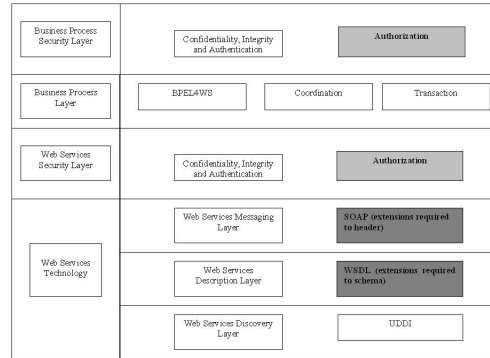 Business Process
Security Layer
Confidentiality, Integrity
and Authentication
Authorization
Business Process
Layer
BPEL4WS
Coordination
Transaction
Web Services
Security Layer
Confidentiality, Integrity
and Authentication
Authorization
Web Services
Technology
Web Services Messaging
Layer
SOAP (extensions required
to header)
Web Services
Description Layer
WSDL (extensions required
to schema)
Web Services Discovery
Layer
UDDI